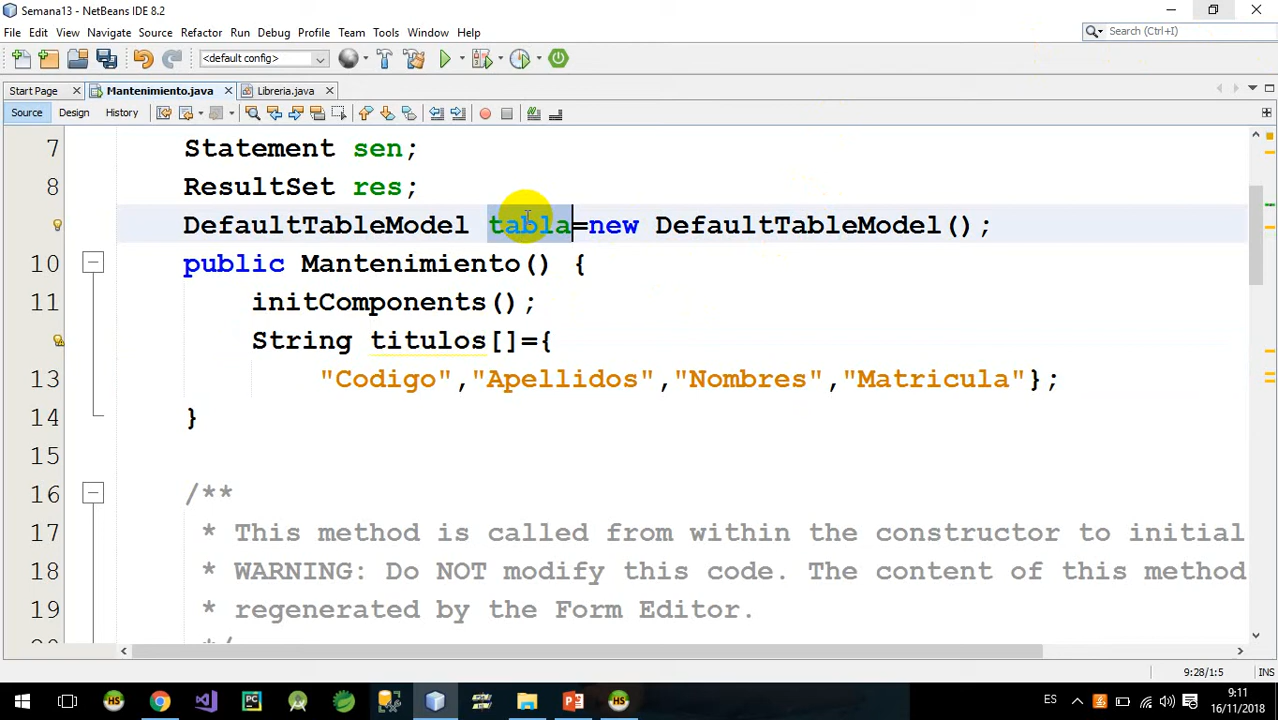 Semana13 - NetBeans IDE 8.2
File Edit View Navigate Source Refactor Run Debug Profile Team Tools Window Help
Search (Ctrl+I)
<default config>
Start Page Mantenimiento.java Libreria.java
Source Design History
7 Statement sen;
8 ResultSet res;
DefaultTableModel tabla=new DefaultTableModel();
10 public Mantenimiento() {
11 initComponents();
String titulos[]={
13 "Codigo","Apellidos","Nombres","Matricula"};
14 }
15
16 /**
17 * This method is called from within the constructor to initial
18 * WARNING: Do NOT modify this code. The content of this method
19 * regenerated by the Form Editor.
*/
9:28/1:5 INS
ES 9:11
16/11/2018